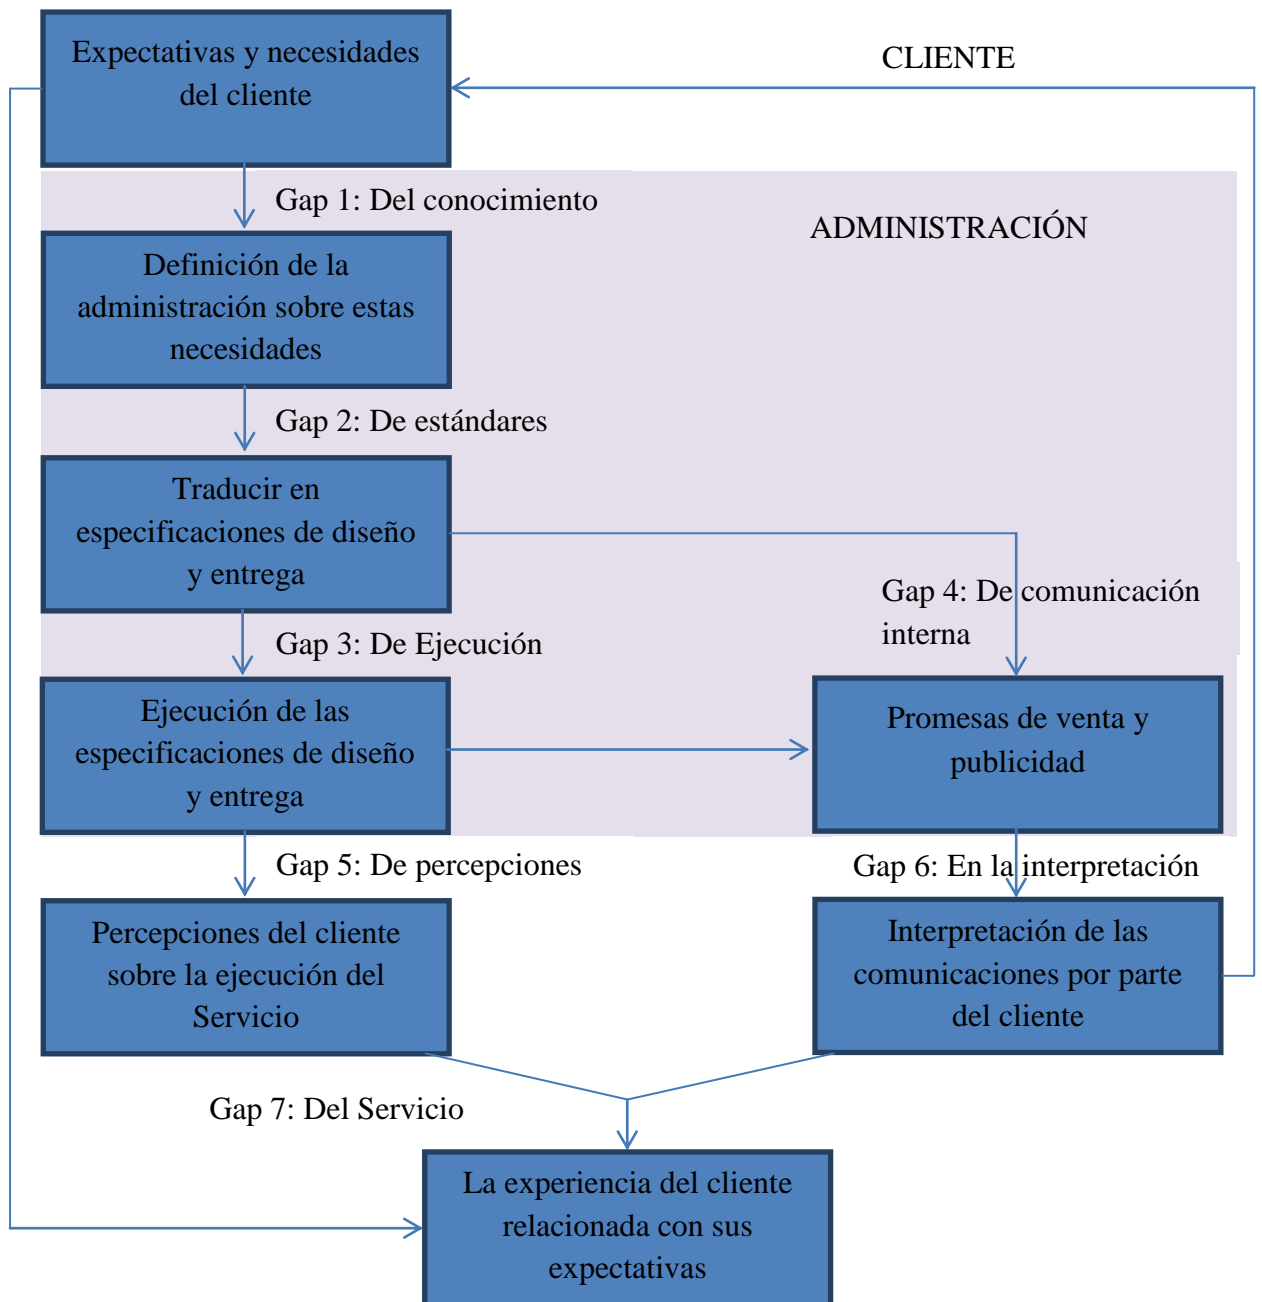 Expectativas y necesidades
del cliente
CLIENTE
Gap 1: Del conocimiento
ADMINISTRACIÓN
Definición de la
administración sobre estas
necesidades
Gap 2: De estándares
Traducir en
especificaciones de diseño
y entrega
Gap 4: De comunicación
interna
Gap 3: De Ejecución
Ejecución de las
especificaciones de diseño
y entrega
Promesas de venta y
publicidad
Gap 5: De percepciones
Gap 6: En la interpretación
Percepciones del cliente
sobre la ejecución del
Servicio
Interpretación de las
comunicaciones por parte
del cliente
Gap 7: Del Servicio
La experiencia del cliente
relacionada con sus
expectativas